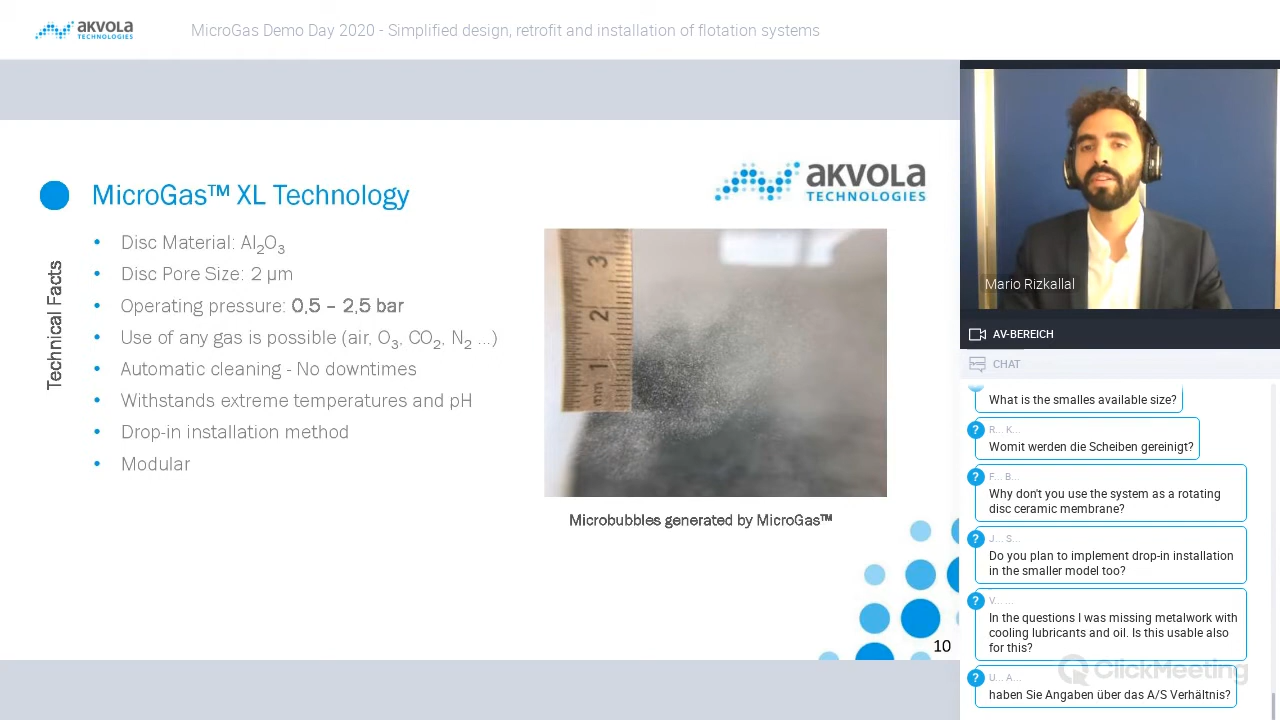 akvola
TECHNOLOGIES
MicroGas Demo Day 2020 - Simplified design, retrofit and installation of flotation systems
MicroGas™ XL Technology
akvola
TECHNOLOGIES
Technical Facts
• Disc Material: Al₂O₃
• Disc Pore Size: 2 µm
• Operating pressure: 0,5 – 2,5 bar
• Use of any gas is possible (air, O₃, CO₂, N₂ ...)
• Automatic cleaning - No downtimes
• Withstands extreme temperatures and pH
• Drop-in installation method
• Modular
3
2
1
mm
Microbubbles generated by MicroGas™
10
Mario Rizkallal
AV-BEREICH
CHAT
What is the smalles available size?
? R... K...
Womit werden die Scheiben gereinigt?
? F... B...
Why don't you use the system as a rotating
disc ceramic membrane?
? J... S...
Do you plan to implement drop-in installation
in the smaller model too?
? V... ...
In the questions I was missing metalwork with
cooling lubricants and oil. Is this usable also
for this?
ClickMeeting
? U... A...
haben Sie Angaben über das A/S Verhältnis?